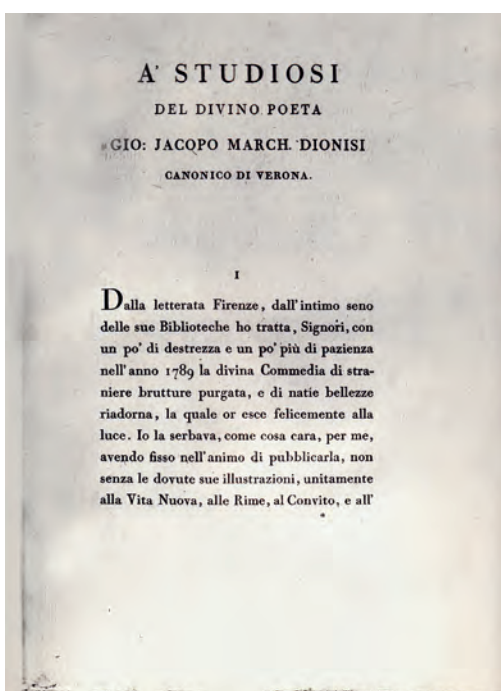 A' STUDIOSI
DEL DIVINO POETA
GIO: JACOPO MARCH. DIONISI
CANONICO DI VERONA.
I
Dalla letterata Firenze, dall'intimo seno
delle sue Biblioteche ho tratta, Signori, con
un po' di destrezza e un po' più di pazienza
nell'anno 1789 la divina Commedia di stra-
niere brutture purgata, e di natie bellezze
riadorna, la quale or esce felicemente alla
luce. Io la serbava, come cosa cara, per me,
avendo fisso nell'animo di pubblicarla, non
senza le dovute sue illustrazioni, unitamente
alla Vita Nuova, alle Rime, al Convito, e all'